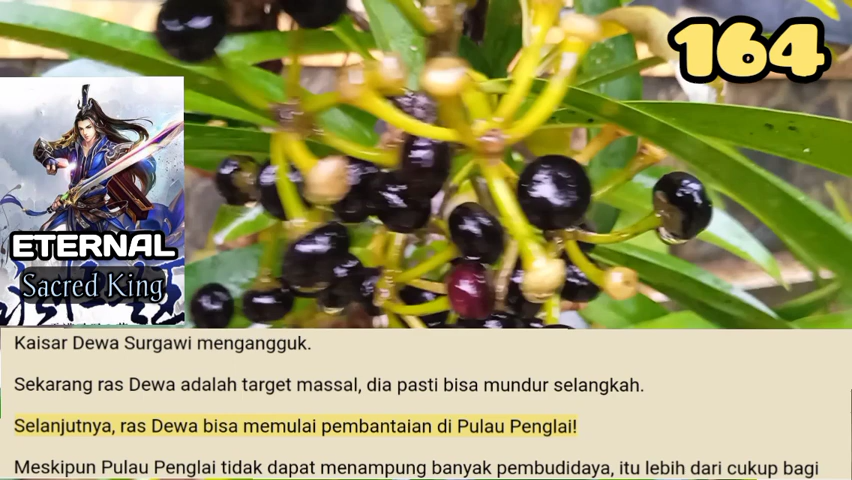 164
ETERNAL
Sacred King
Kaisar Dewa Surgawi mengangguk.
Sekarang ras Dewa adalah target massal, dia pasti bisa mundur selangkah.
Selanjutnya, ras Dewa bisa memulai pembantaian di Pulau Penglai!
Meskipun Pulau Penglai tidak dapat menampung banyak pembudidaya, itu lebih dari cukup bagi